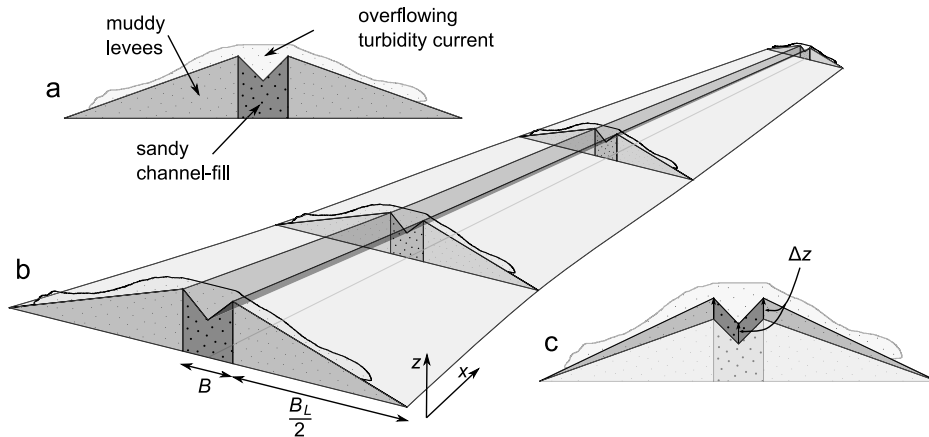 muddy
levees
overflowing
turbidity current
a
sandy
channel-fill
b
B
B_L
2
z
x
c
Δz